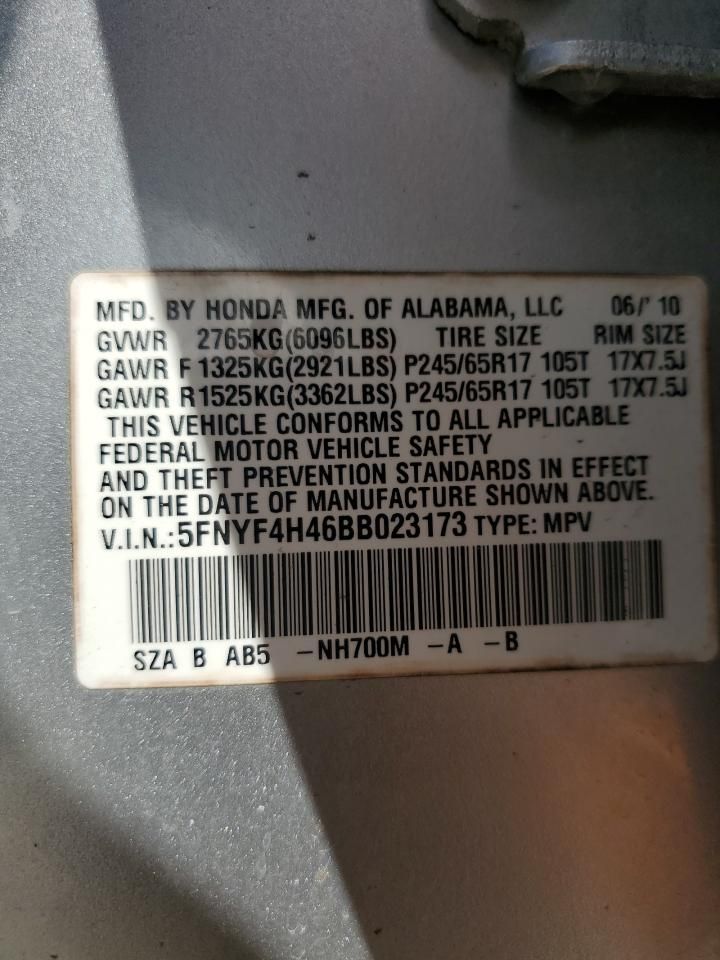 MFD. BY HONDA MFG. OF ALABAMA, LLC 06/' 10
GVWR 2765KG(6096LBS) TIRE SIZE RIM SIZE
GAWR F 1325KG(2921LBS) P245/65R17 105T 17X7.5J
GAWR R 1525KG(3362LBS) P245/65R17 105T 17X7.5J
THIS VEHICLE CONFORMS TO ALL APPLICABLE
FEDERAL MOTOR VEHICLE SAFETY
AND THEFT PREVENTION STANDARDS IN EFFECT
ON THE DATE OF MANUFACTURE SHOWN ABOVE.
V.I.N.: 5FNYF4H46BB023173 TYPE: MPV
SZA B AB5 -NH700M -A -B